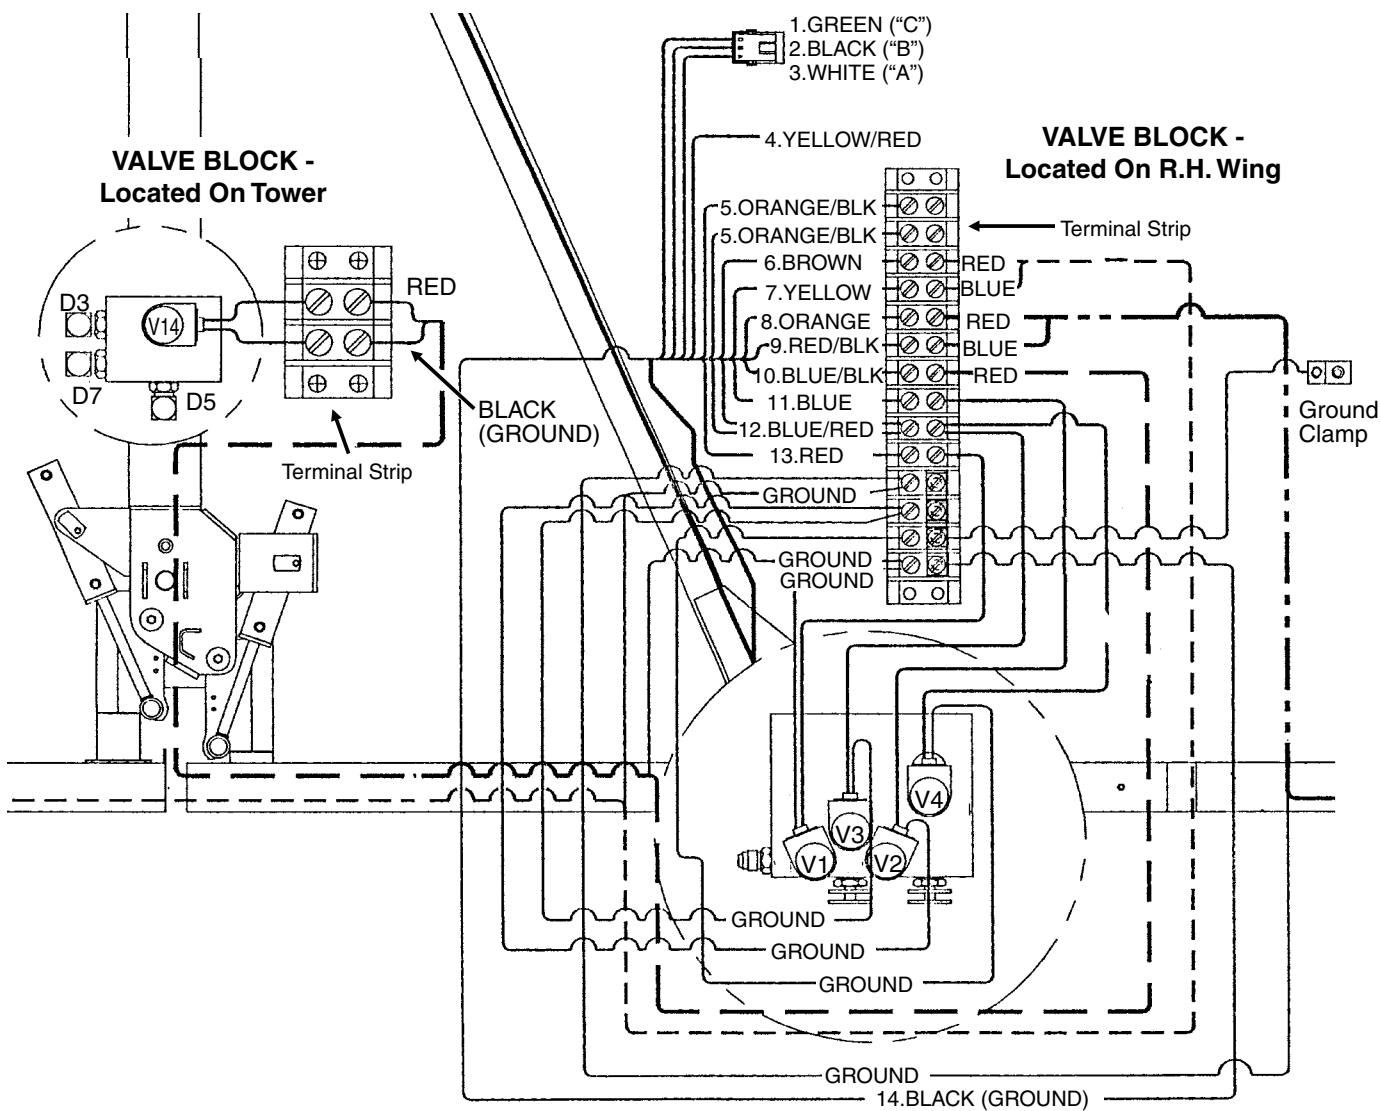 1.GREEN (“C”)
2.BLACK (“B”)
3.WHITE (“A”)
4.YELLOW/RED
VALVE BLOCK -
Located On R.H. Wing
VALVE BLOCK -
Located On Tower
5.ORANGE/BLK
5.ORANGE/BLK
Terminal Strip
6.BROWN
RED
7.YELLOW
BLUE
8.ORANGE
RED
9.RED/BLK
BLUE
10.BLUE/BLK
RED
11.BLUE
12.BLUE/RED
13.RED
GROUND
GROUND
GROUND
Ground
Clamp
D3
V14
D7
D5
RED
BLACK
(GROUND)
Terminal Strip
V4
V3
V1
V2
GROUND
GROUND
GROUND
GROUND
14.BLACK (GROUND)